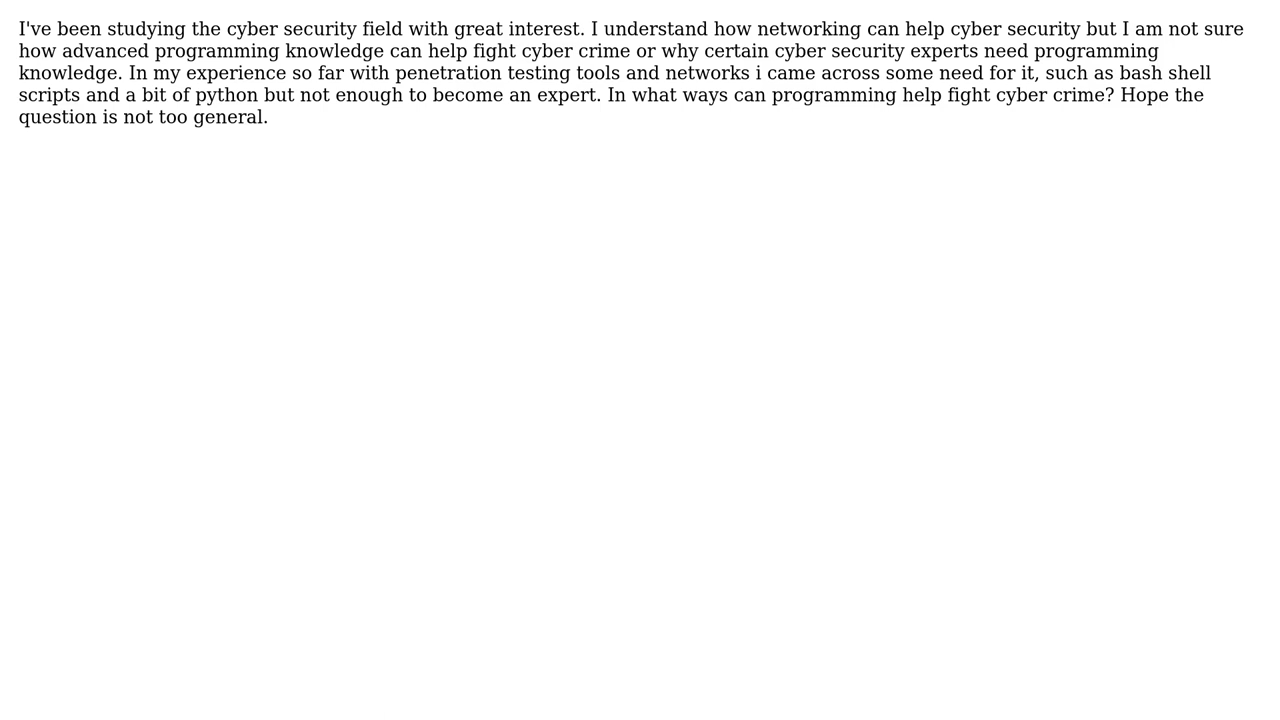 I've been studying the cyber security field with great interest. I understand how networking can help cyber security but I am not sure
how advanced programming knowledge can help fight cyber crime or why certain cyber security experts need programming
knowledge. In my experience so far with penetration testing tools and networks i came across some need for it, such as bash shell
scripts and a bit of python but not enough to become an expert. In what ways can programming help fight cyber crime? Hope the
question is not too general.